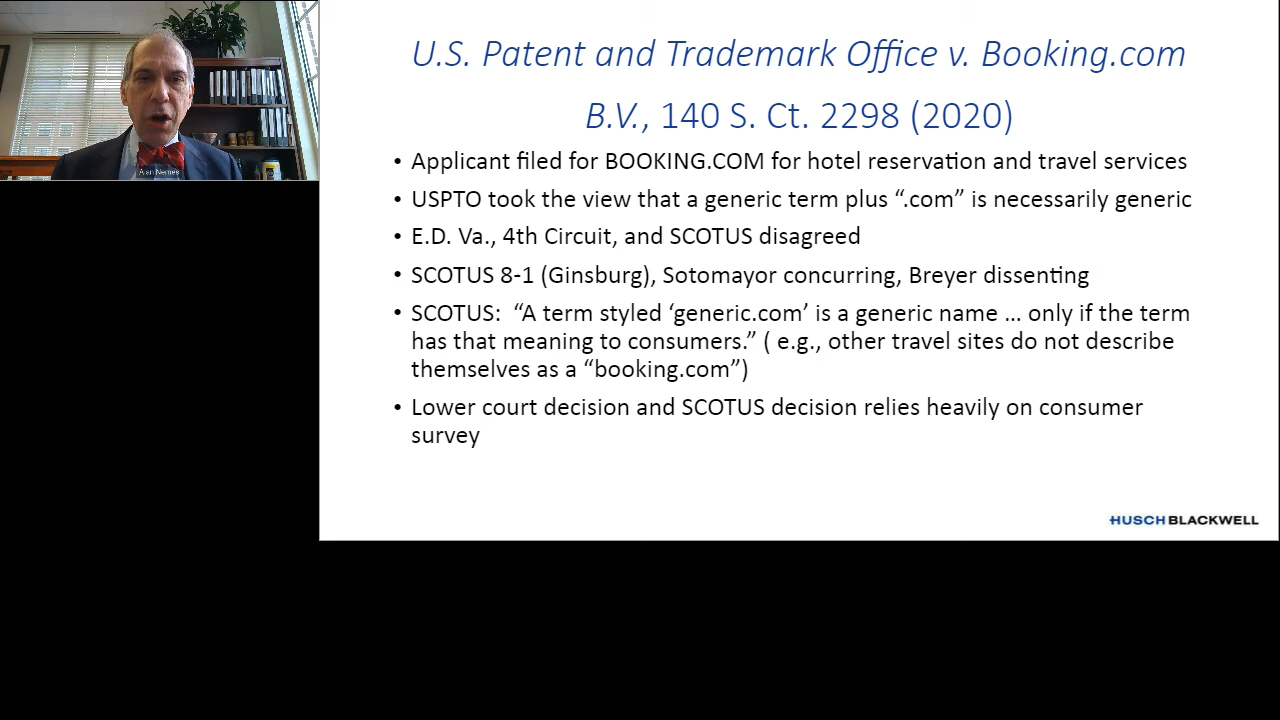 U.S. Patent and Trademark Office v. Booking.com
B.V., 140 S. Ct. 2298 (2020)
• Applicant filed for BOOKING.COM for hotel reservation and travel services
• USPTO took the view that a generic term plus “.com” is necessarily generic
• E.D. Va., 4th Circuit, and SCOTUS disagreed
• SCOTUS 8-1 (Ginsburg), Sotomayor concurring, Breyer dissenting
• SCOTUS:  “A term styled ‘generic.com’ is a generic name … only if the term
has that meaning to consumers.” ( e.g., other travel sites do not describe
themselves as a “booking.com”)
• Lower court decision and SCOTUS decision relies heavily on consumer
survey
HUSCH BLACKWELL
Alan Nemes